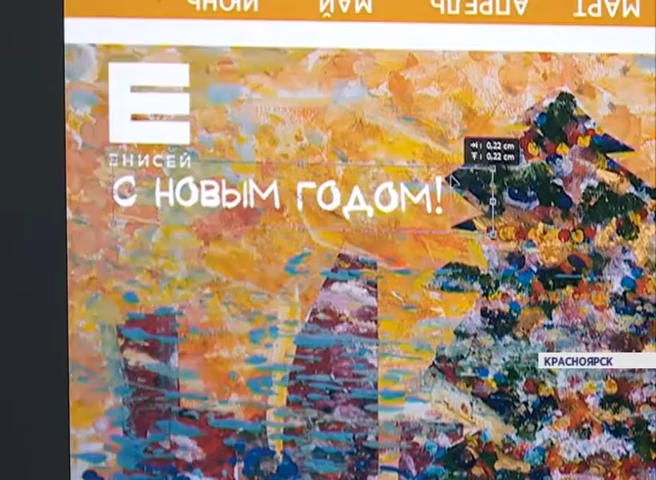 ИЮНЬ МАЙ АПРЕЛЬ МАРТ
Е
ЕНИСЕЙ
С НОВЫМ ГОДОМ!
0,22 cm
0,22 cm
КРАСНОЯРСК